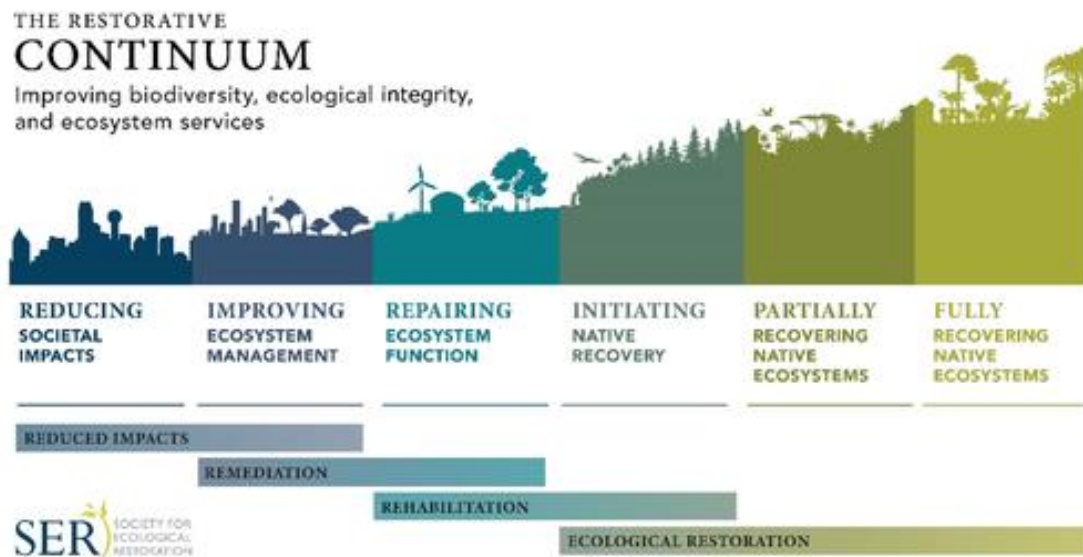 THE RESTORATIVE
CONTINUUM
Improving biodiversity, ecological integrity,
and ecosystem services
REDUCING
SOCIETAL
IMPACTS
IMPROVING
ECOSYSTEM
MANAGEMENT
REPAIRING
ECOSYSTEM
FUNCTION
INITIATING
NATIVE
RECOVERY
PARTIALLY
RECOVERING
NATIVE
ECOSYSTEMS
FULLY
RECOVERING
NATIVE
ECOSYSTEMS
REDUCED IMPACTS
REMEDIATION
REHABILITATION
ECOLOGICAL RESTORATION
SER
SOCIETY FOR
ECOLOGICAL
RESTORATION